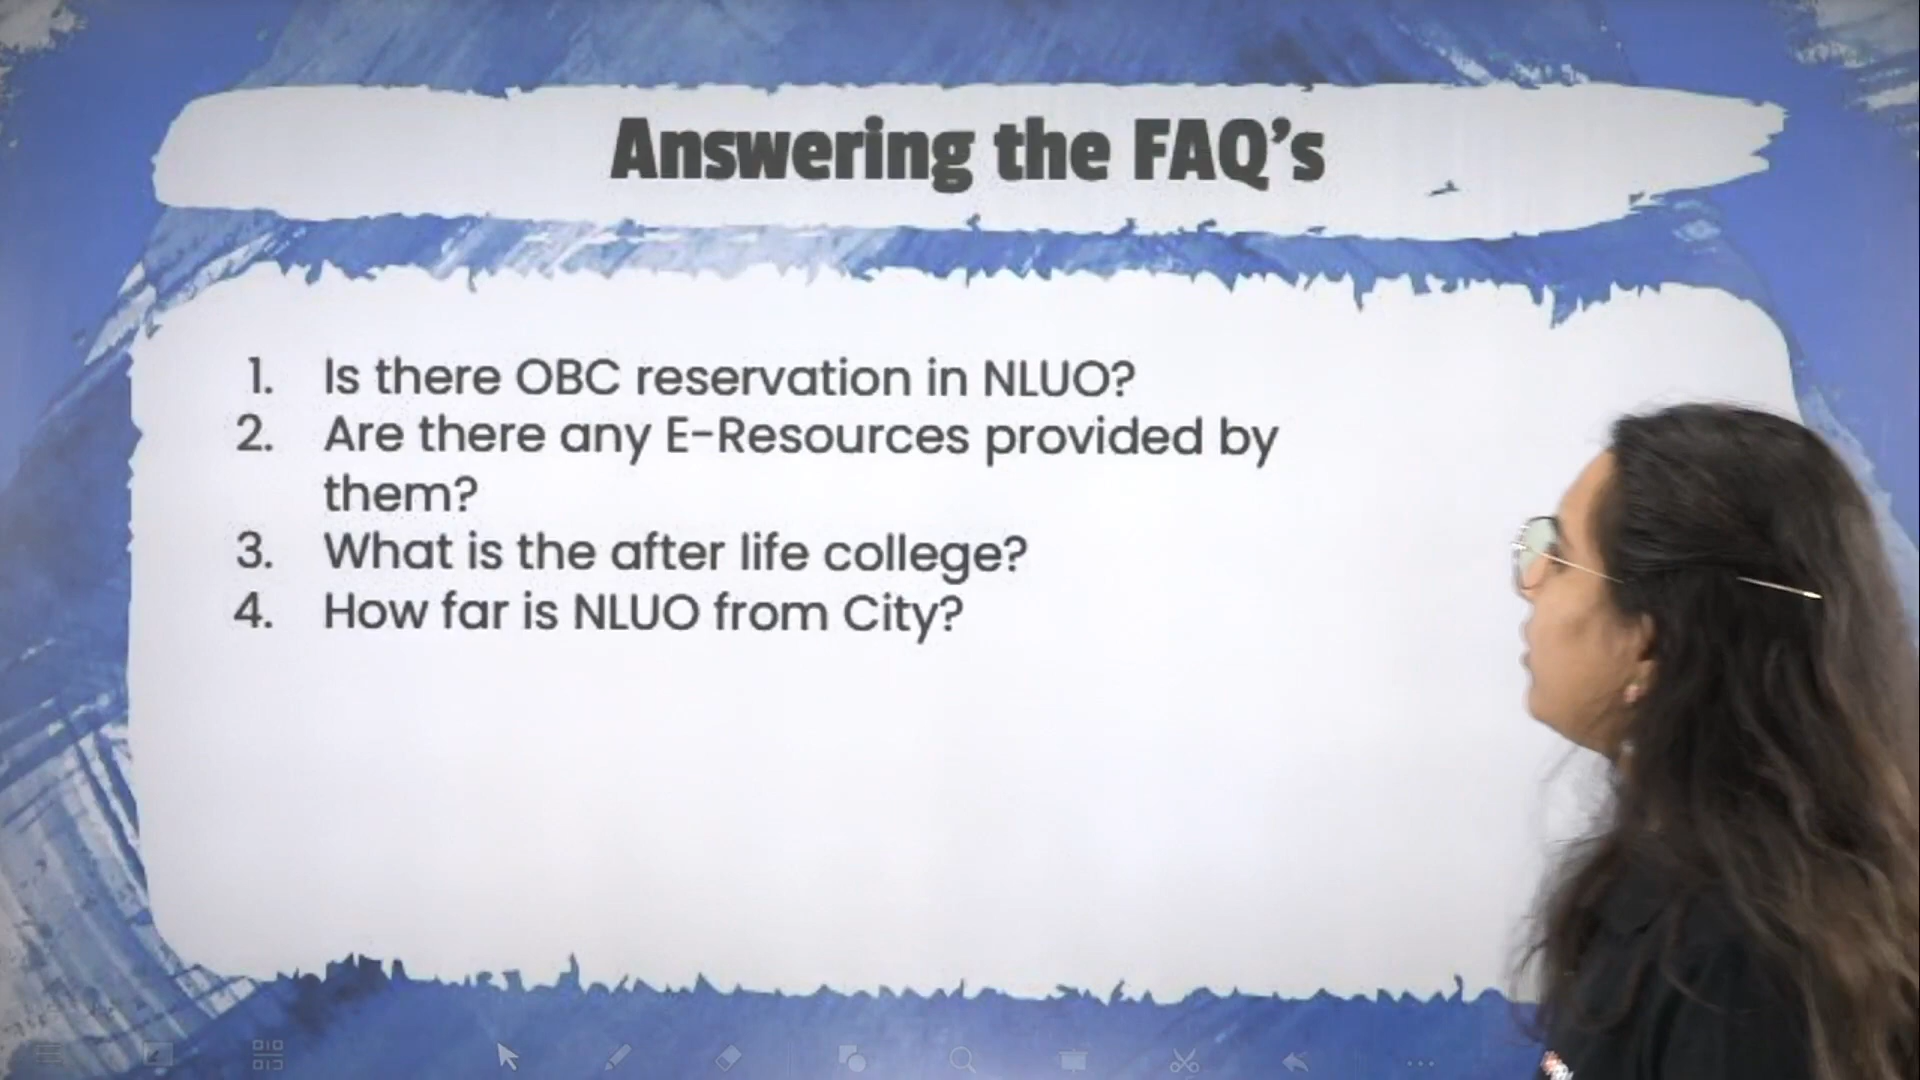 Answering the FAQ's
1. Is there OBC reservation in NLUO?
2. Are there any E-Resources provided by
them?
3. What is the after life college?
4. How far is NLUO from City?